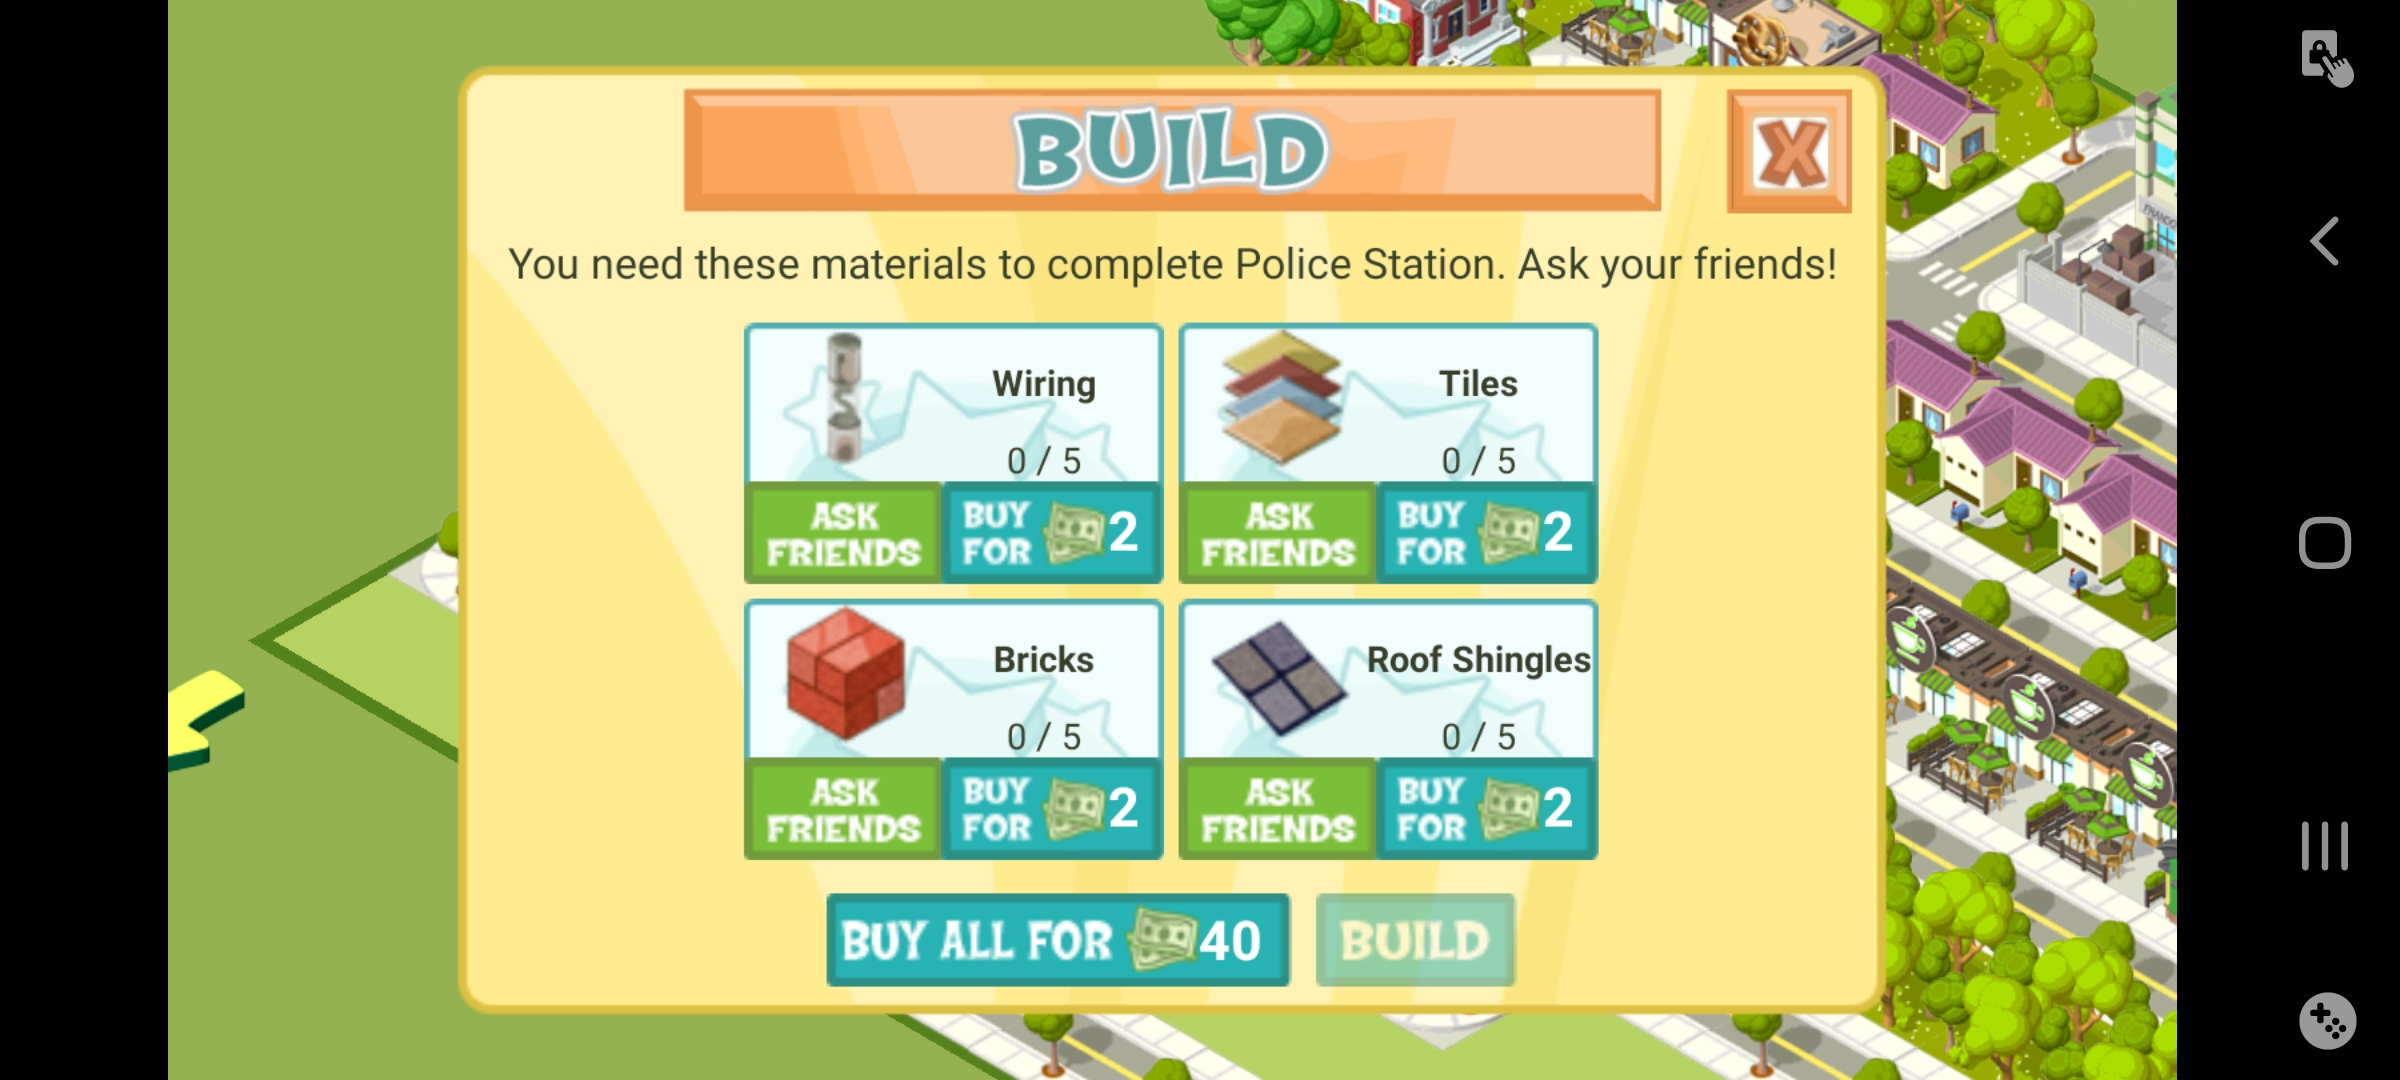 BUILD
X
You need these materials to complete Police Station. Ask your friends!
Wiring
0 / 5
ASK FRIENDS
BUY FOR 2
Tiles
0 / 5
ASK FRIENDS
BUY FOR 2
Bricks
0 / 5
ASK FRIENDS
BUY FOR 2
Roof Shingles
0 / 5
ASK FRIENDS
BUY FOR 2
BUY ALL FOR 40
BUILD